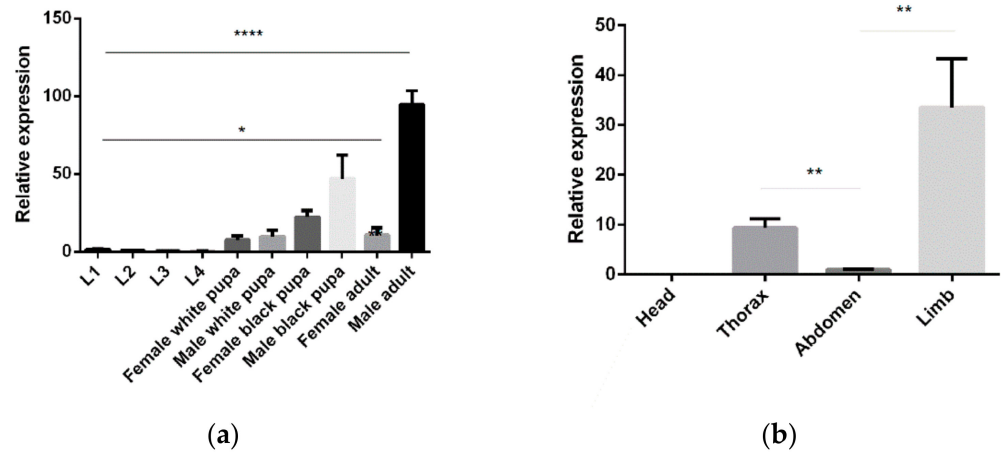 150
100
50
0
Relative expression
****
*
**
L1
L2
L3
L4
Female white pupa
Male white pupa
Female black pupa
Male black pupa
Female adult
Male adult
(a)
50
40
30
20
10
0
Relative expression
**
**
Head
Thorax
Abdomen
Limb
(b)